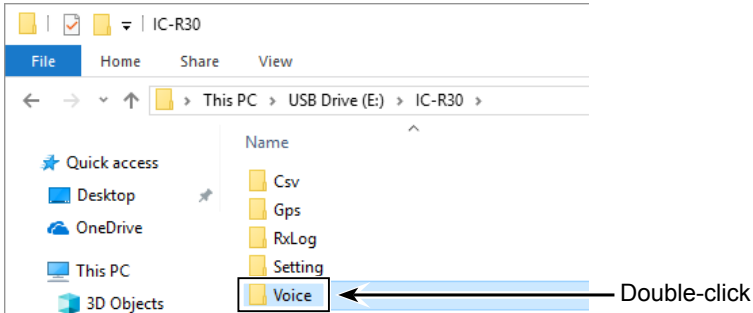 IC-R30
File Home Share View
This PC > USB Drive (E:) > IC-R30 >
Name
Quick access
Desktop
OneDrive
This PC
3D Objects
Csv
Gps
RxLog
Setting
Voice
Double-click